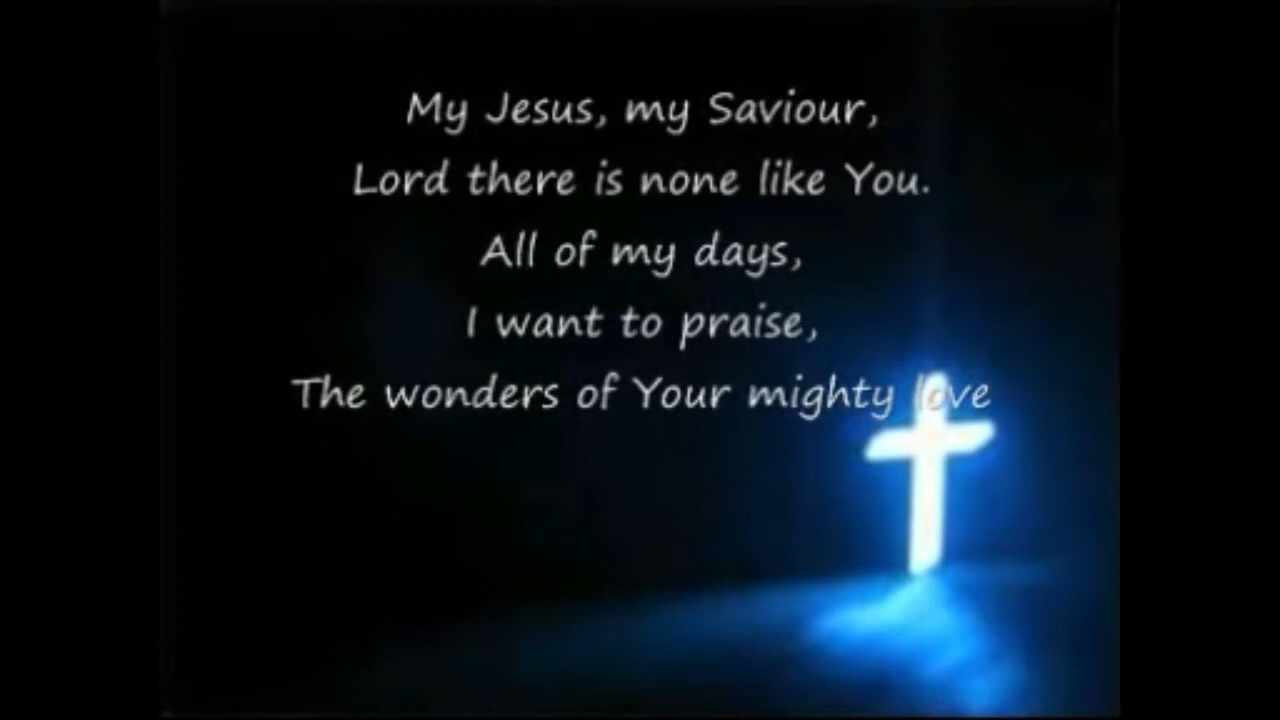 My Jesus, my Saviour,
Lord there is none like You.
All of my days,
I want to praise,
The wonders of Your mighty love